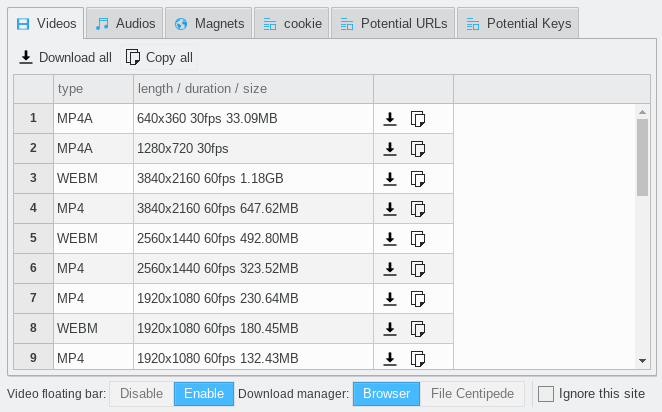 Videos Audios Magnets cookie Potential URLs Potential Keys
Download all Copy all
type length / duration / size
1 MP4A 640x360 30fps 33.09MB
2 MP4A 1280x720 30fps
3 WEBM 3840x2160 60fps 1.18GB
4 MP4 3840x2160 60fps 647.62MB
5 WEBM 2560x1440 60fps 492.80MB
6 MP4 2560x1440 60fps 323.52MB
7 MP4 1920x1080 60fps 230.64MB
8 WEBM 1920x1080 60fps 180.45MB
9 MP4 1920x1080 60fps 132.43MB
Video floating bar: Disable Enable Download manager: Browser File Centipede Ignore this site